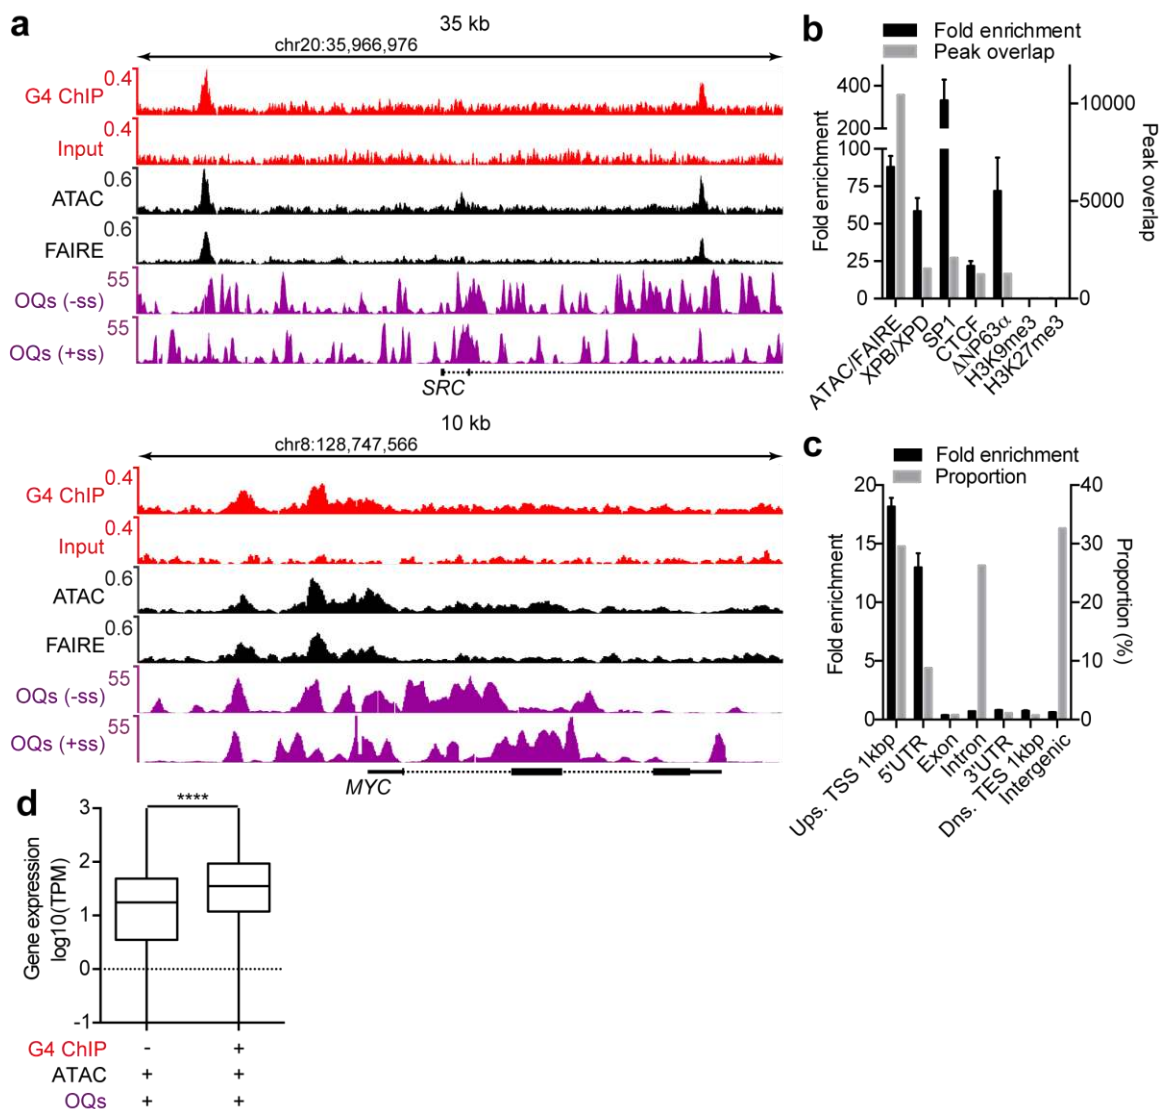 a
35 kb
chr20:35,966,976
G4 ChIP
0.4
Input
0.4
ATAC
0.6
FAIRE
0.6
OQs (-ss)
55
OQs (+ss)
55
SRC
10 kb
chr8:128,747,566
G4 ChIP
0.4
Input
0.4
ATAC
0.6
FAIRE
0.6
OQs (-ss)
55
OQs (+ss)
55
MYC
b
Fold enrichment
Peak overlap
Fold enrichment
400
200
100
75
50
25
0
Peak overlap
10000
5000
0
ATAC/FAIRE
XPB/XPD
SP1
CTCF
ΔNP63α
H3K9me3
H3K27me3
c
Fold enrichment
Proportion
Fold enrichment
20
15
10
5
0
Proportion (%)
40
30
20
10
0
Ups. TSS 1kbp
5'UTR
Exon
Intron
3'UTR
Dns. TES 1kbp
Intergenic
d
Gene expression
log10(TPM)
3
2
1
0
-1
****
G4 ChIP - +
ATAC + +
OQs + +